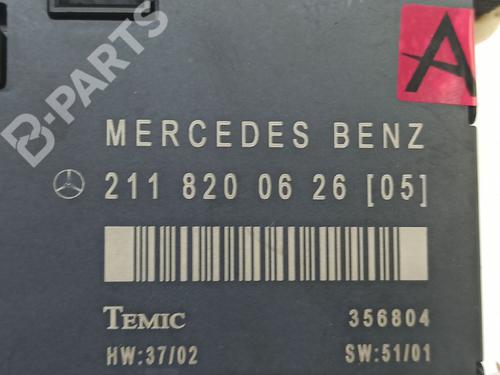 B-PARTS
A
MERCEDES BENZ
211 820 06 26 [05]
TEMIC 356804
HW:37/02 SW:51/01